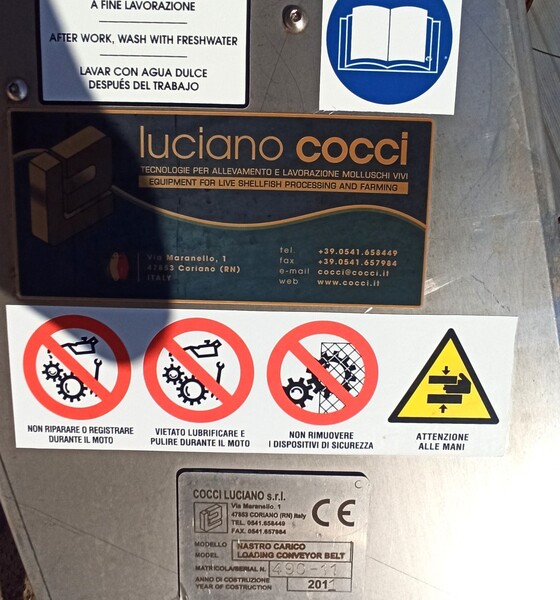 A FINE LAVORAZIONE
AFTER WORK, WASH WITH FRESHWATER
LAVAR CON AGUA DULCE
DESPUÉS DEL TRABAJO
luciano cocci
TECNOLOGIE PER ALLEVAMENTO E LAVORAZIONE MOLLUSCHI VIVI
EQUIPMENT FOR LIVE SHELLFISH PROCESSING AND FARMING
Via Maranello, 1
47853 Coriano (RN)
ITALY
tel. +39.0541.658449
fax +39.0541.657984
e-mail cocci@cocci.it
web www.cocci.it
NON RIPARARE O REGISTRARE
DURANTE IL MOTO
VIETATO LUBRIFICARE E
PULIRE DURANTE IL MOTO
NON RIMUOVERE
I DISPOSITIVI DI SICUREZZA
ATTENZIONE
ALLE MANI
COCCI LUCIANO s.r.l.
Via Maranello, 1
47853 CORIANO (RN) Italy
TEL. 0541.658449
FAX. 0541.657984
CE
MODELLO
MODEL
NASTRO CARICO
LOADING CONVEYOR BELT
MATRICOLA/SERIAL N. 496-11
ANNO DI COSTRUZIONE
YEAR OF COSTRUCTION
2011